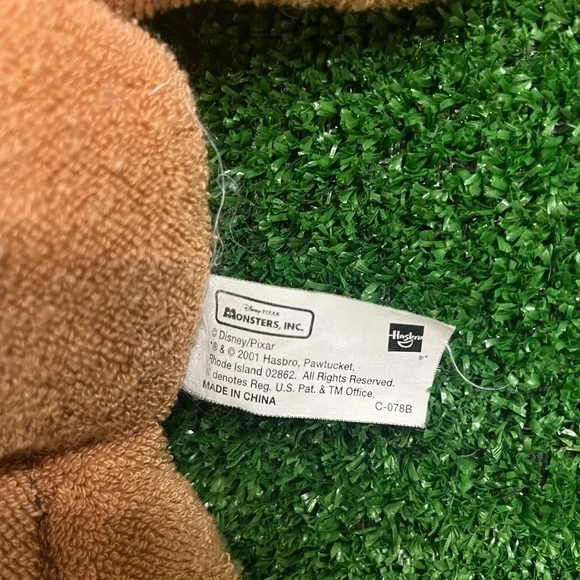 Disney PIXAR
MONSTERS, INC.
Hasbro
®
© Disney/Pixar
® & © 2001 Hasbro, Pawtucket,
Rhode Island 02862. All Rights Reserved.
® denotes Reg. U.S. Pat. & TM Office.
MADE IN CHINA
C-078B